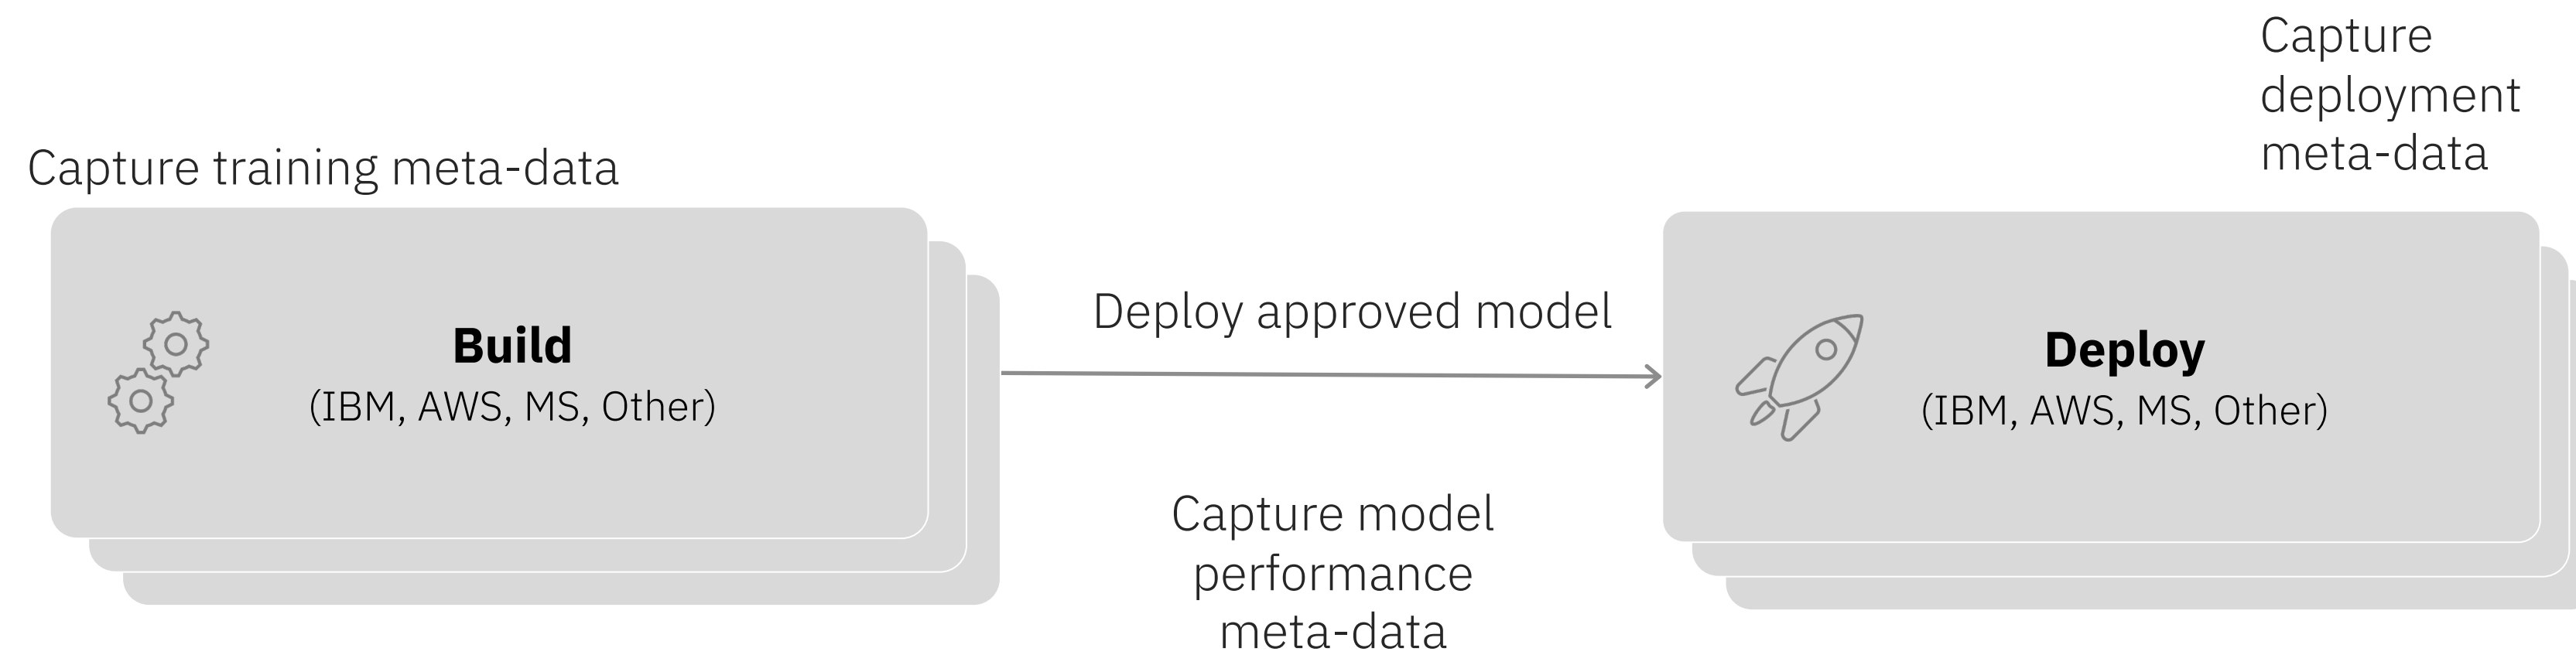 Capture
deployment
meta-data
Capture training meta-data
Build
(IBM, AWS, MS, Other)
Deploy approved model
Capture model
performance
meta-data
Deploy
(IBM, AWS, MS, Other)